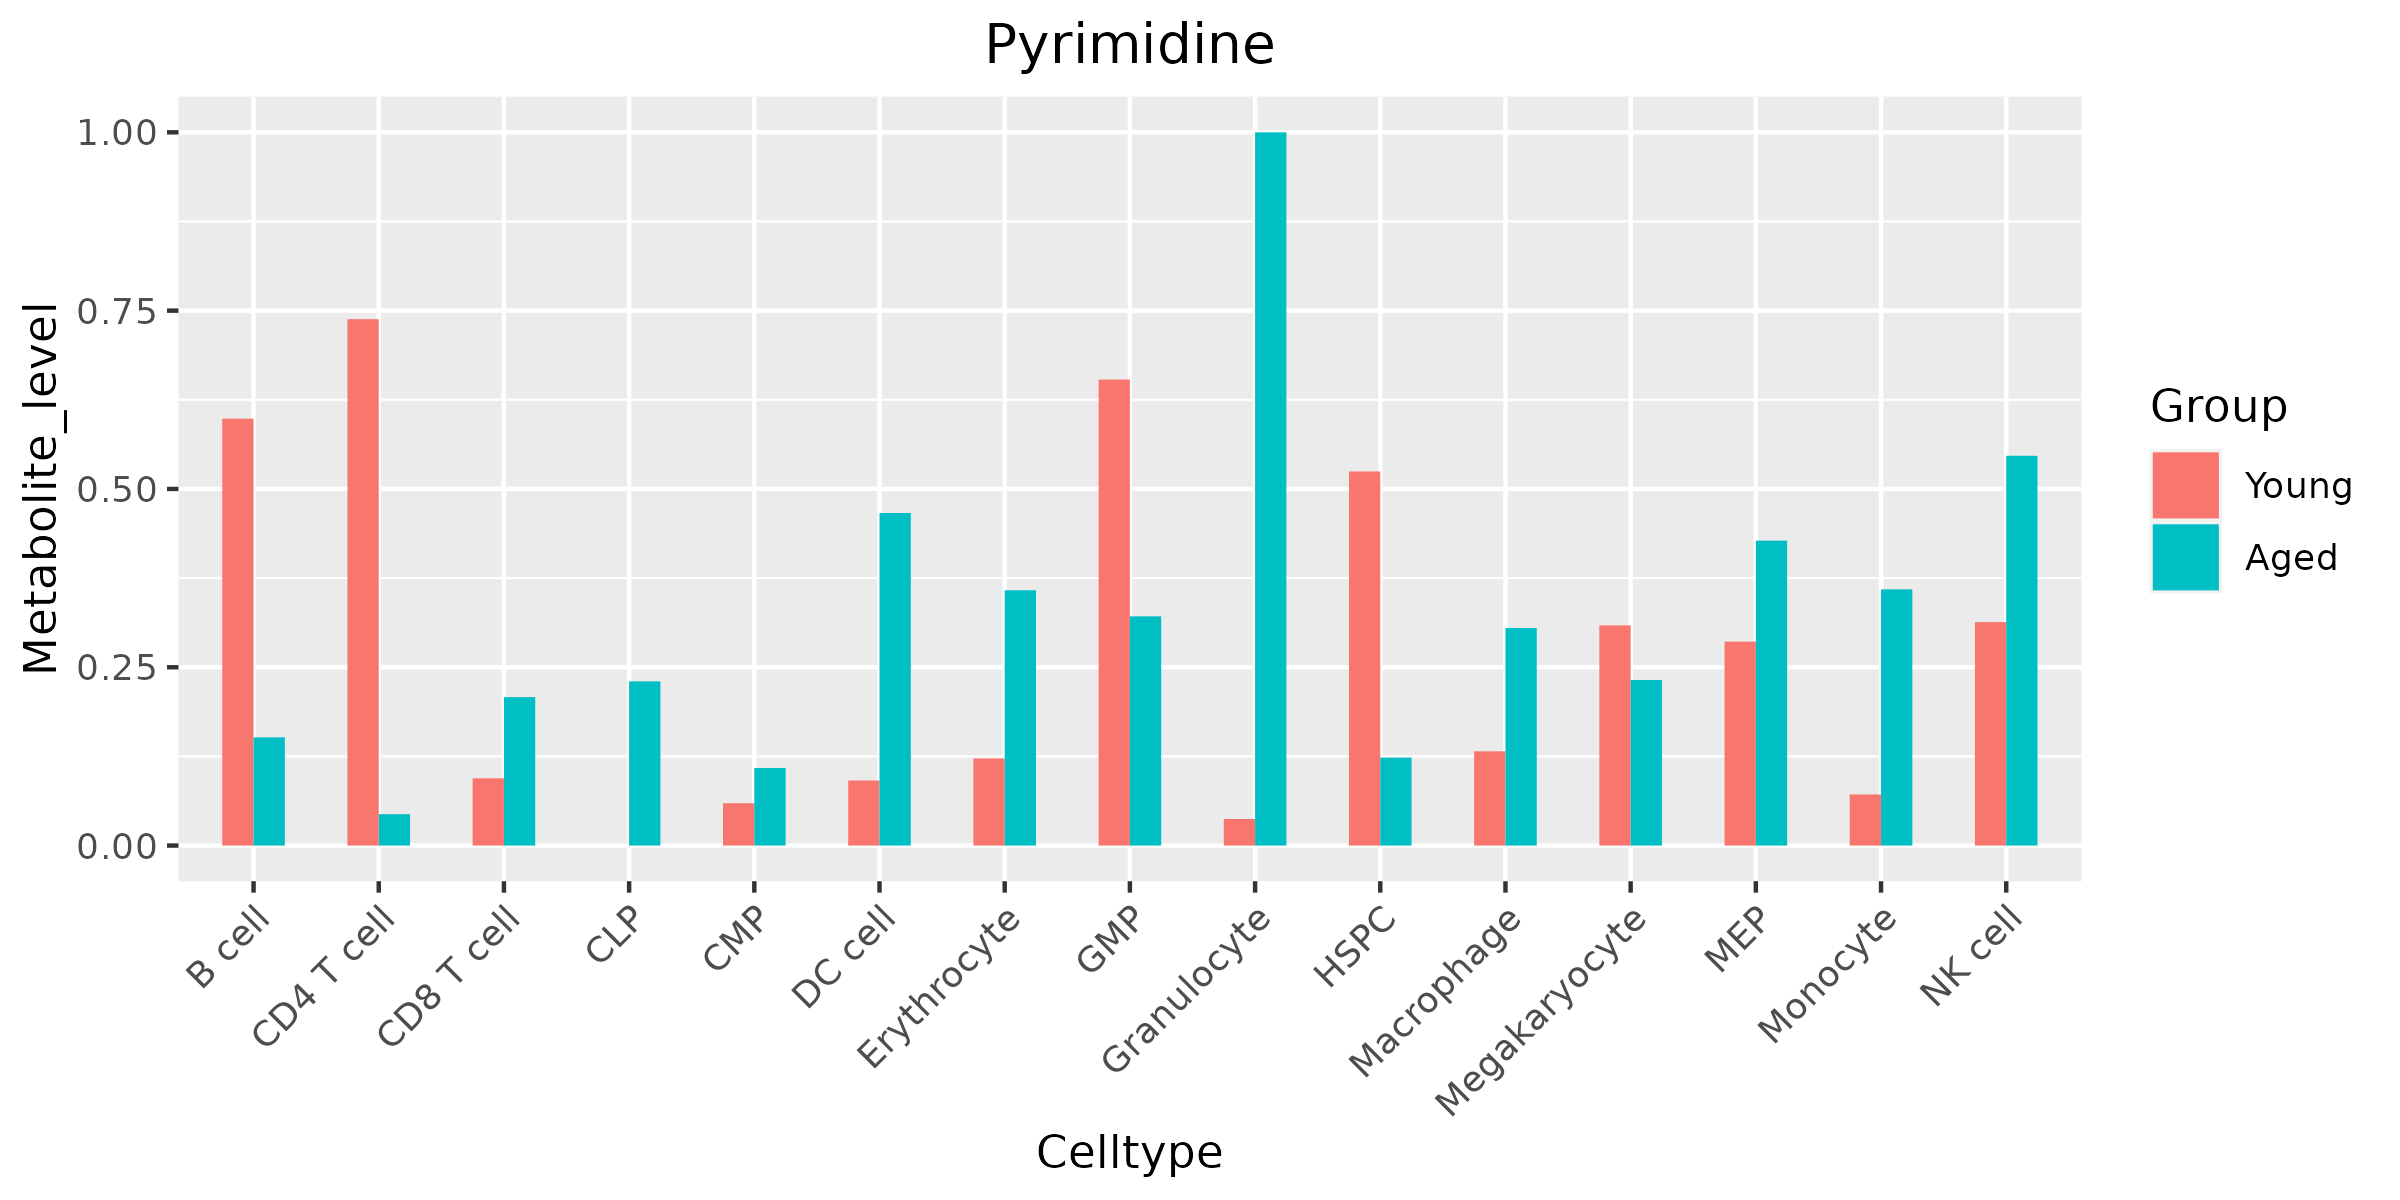 Pyrimidine
Metabolite_level
1.00
0.75
0.50
0.25
0.00
B cell
CD4 T cell
CD8 T cell
CLP
CMP
DC cell
Erythrocyte
GMP
Granulocyte
HSPC
Macrophage
Megakaryocyte
MEP
Monocyte
NK cell
Celltype
Group
Young
Aged